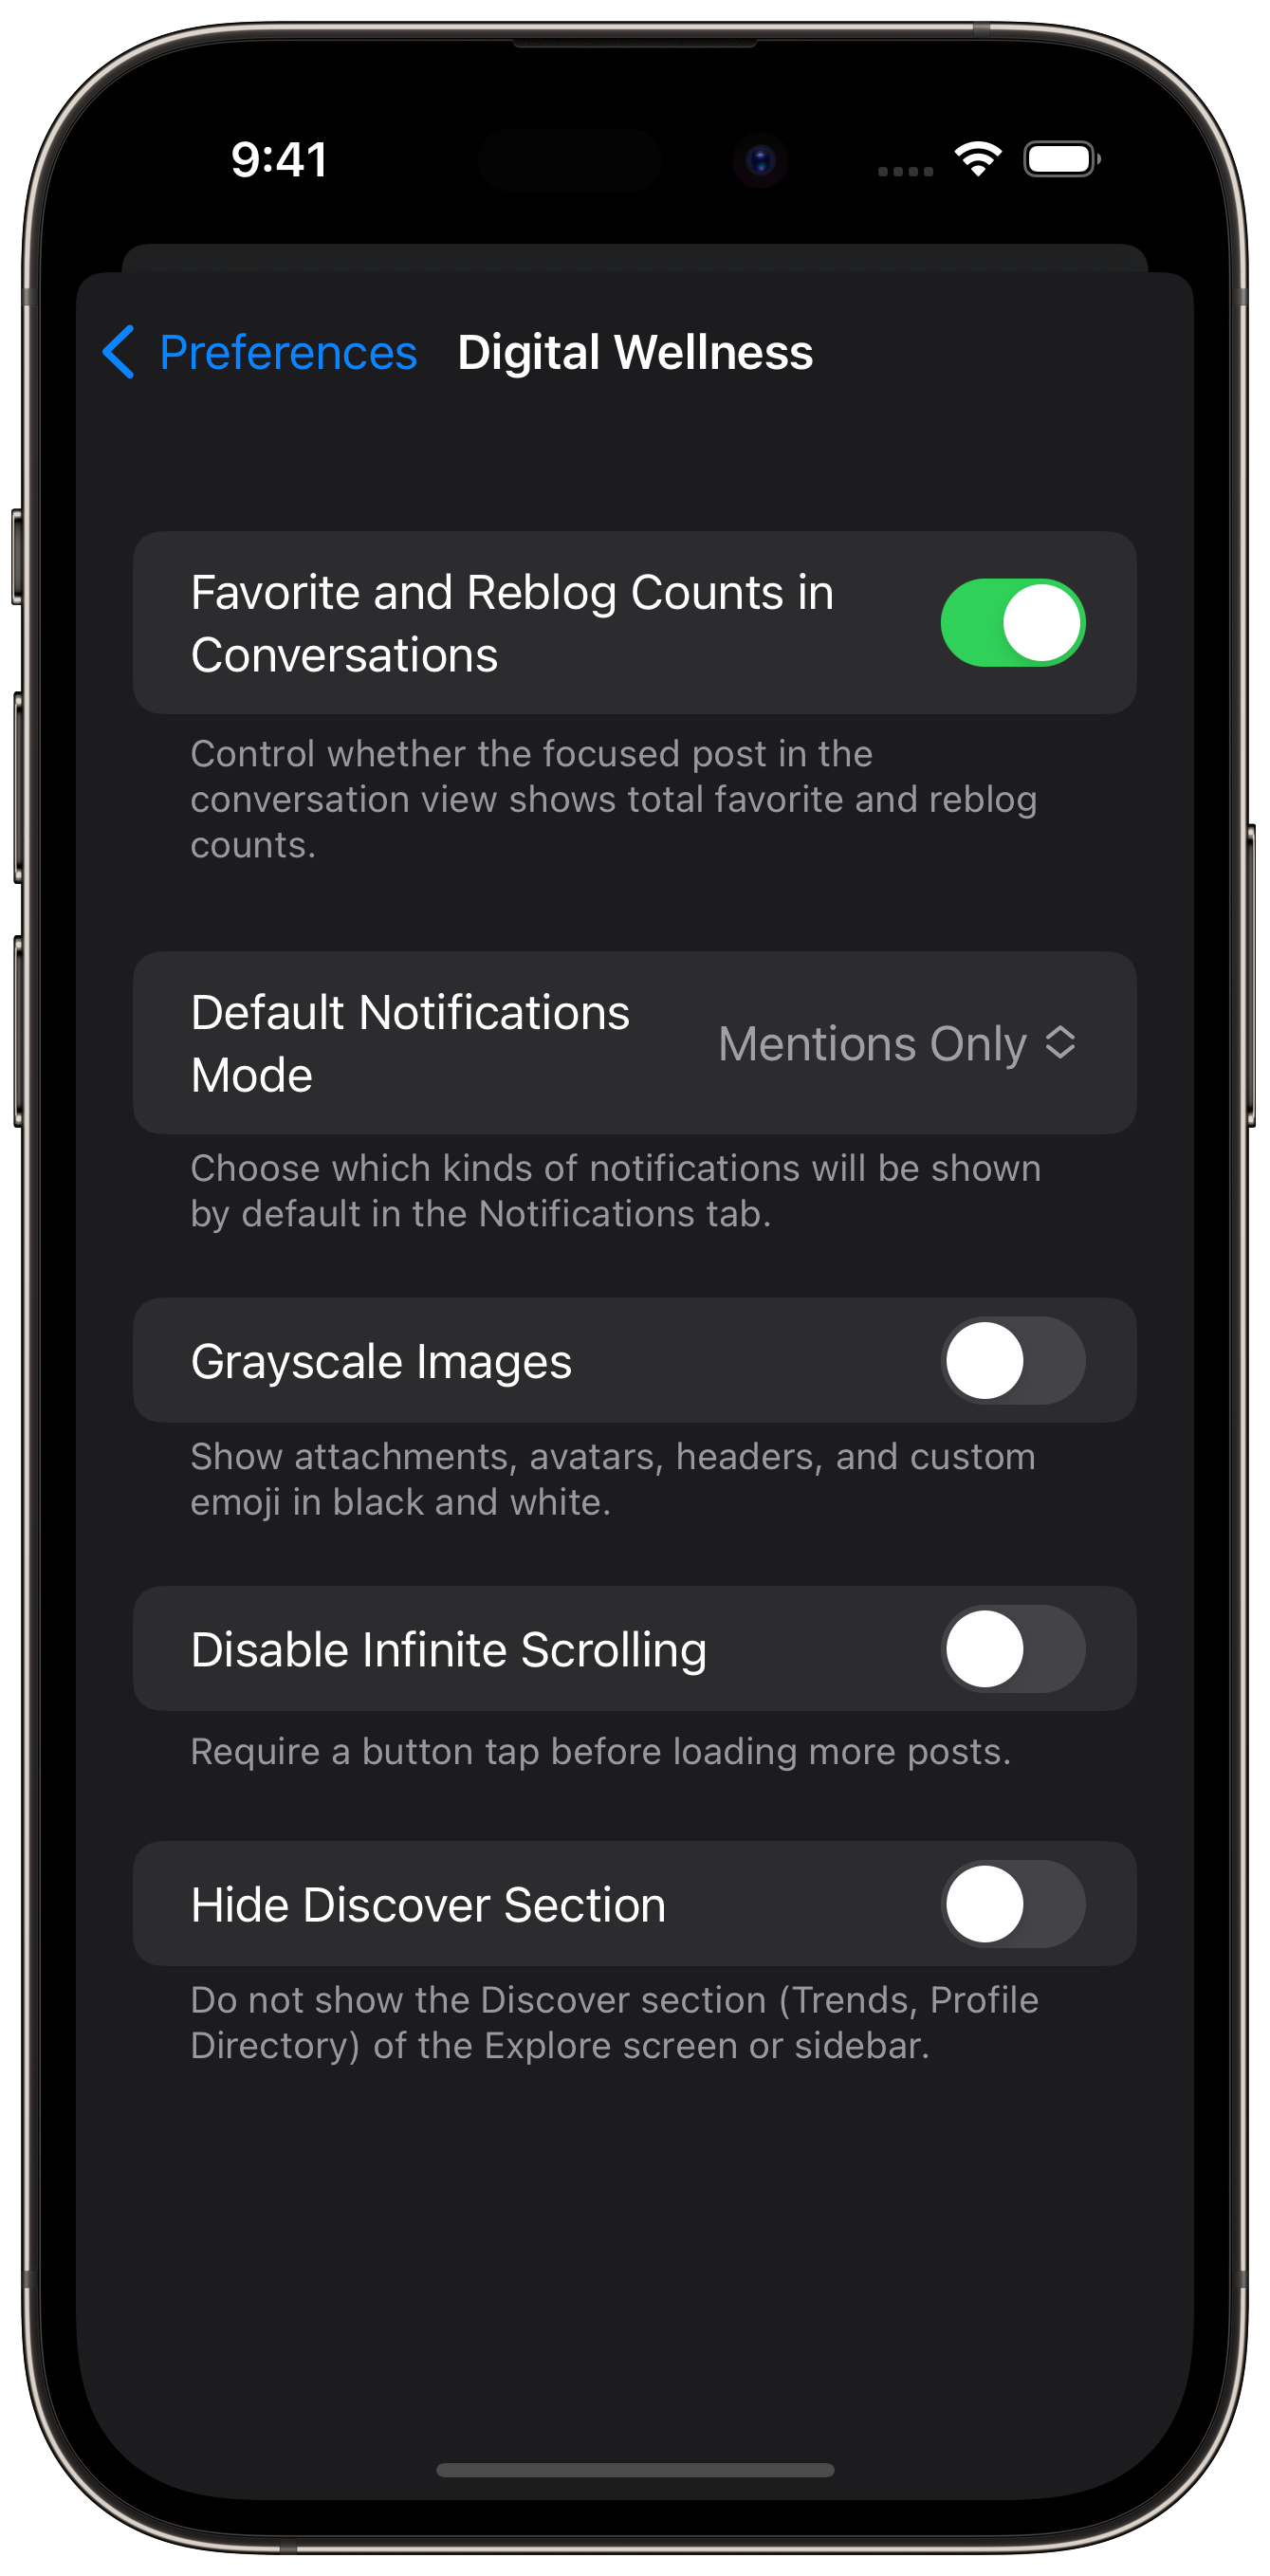 9:41
Preferences Digital Wellness
Favorite and Reblog Counts in
Conversations
Control whether the focused post in the
conversation view shows total favorite and reblog
counts.
Default Notifications
Mode
Mentions Only
Choose which kinds of notifications will be shown
by default in the Notifications tab.
Grayscale Images
Show attachments, avatars, headers, and custom
emoji in black and white.
Disable Infinite Scrolling
Require a button tap before loading more posts.
Hide Discover Section
Do not show the Discover section (Trends, Profile
Directory) of the Explore screen or sidebar.